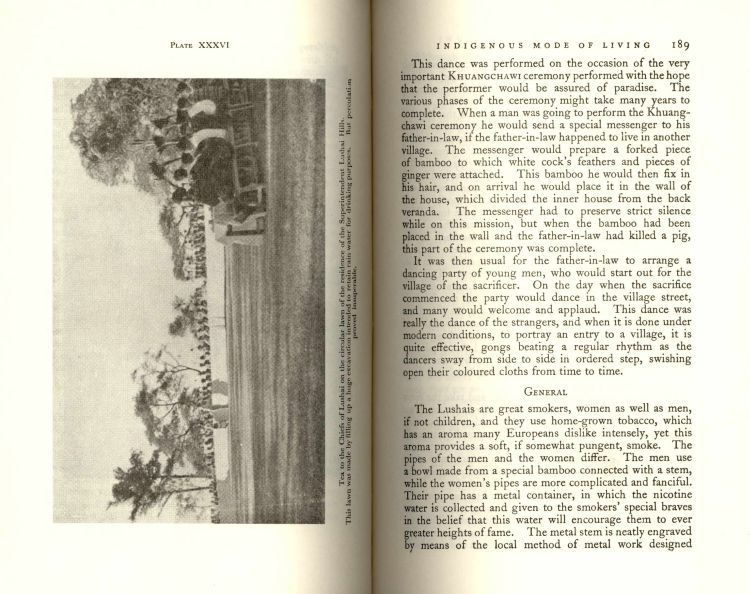 PLATE XXXVI
Tea to the Chiefs of Lushai on the circular lawn of the residence of the Superintendent Lushai Hills.
This lawn was made by filling up a huge excavation intended to retain rain water for drinking purposes. But percolation
proved insuperable.
INDIGENOUS MODE OF LIVING 189
This dance was performed on the occasion of the very
important KHUANGCHAWI ceremony performed with the hope
that the performer would be assured of paradise. The
various phases of the ceremony might take many years to
complete. When a man was going to perform the Khuang-
chawi ceremony he would send a special messenger to his
father-in-law, if the father-in-law happened to live in another
village. The messenger would prepare a forked piece
of bamboo to which white cock's feathers and pieces of
ginger were attached. This bamboo he would then fix in
his hair, and on arrival he would place it in the wall of
the house, which divided the inner house from the back
veranda. The messenger had to preserve strict silence
while on this mission, but when the bamboo had been
placed in the wall and the father-in-law had killed a pig,
this part of the ceremony was complete.
It was then usual for the father-in-law to arrange a
dancing party of young men, who would start out for the
village of the sacrificer. On the day when the sacrifice
commenced the party would dance in the village street,
and many would welcome and applaud. This dance was
really the dance of the strangers, and when it is done under
modern conditions, to portray an entry to a village, it is
quite effective, gongs beating a regular rhythm as the
dancers sway from side to side in ordered step, swishing
open their coloured cloths from time to time.
GENERAL
The Lushais are great smokers, women as well as men,
if not children, and they use home-grown tobacco, which
has an aroma many Europeans dislike intensely, yet this
aroma provides a soft, if somewhat pungent, smoke. The
pipes of the men and the women differ. The men use
a bowl made from a special bamboo connected with a stem,
while the women's pipes are more complicated and fanciful.
Their pipe has a metal container, in which the nicotine
water is collected and given to the smokers' special braves
in the belief that this water will encourage them to ever
greater heights of fame. The metal stem is neatly engraved
by means of the local method of metal work designed